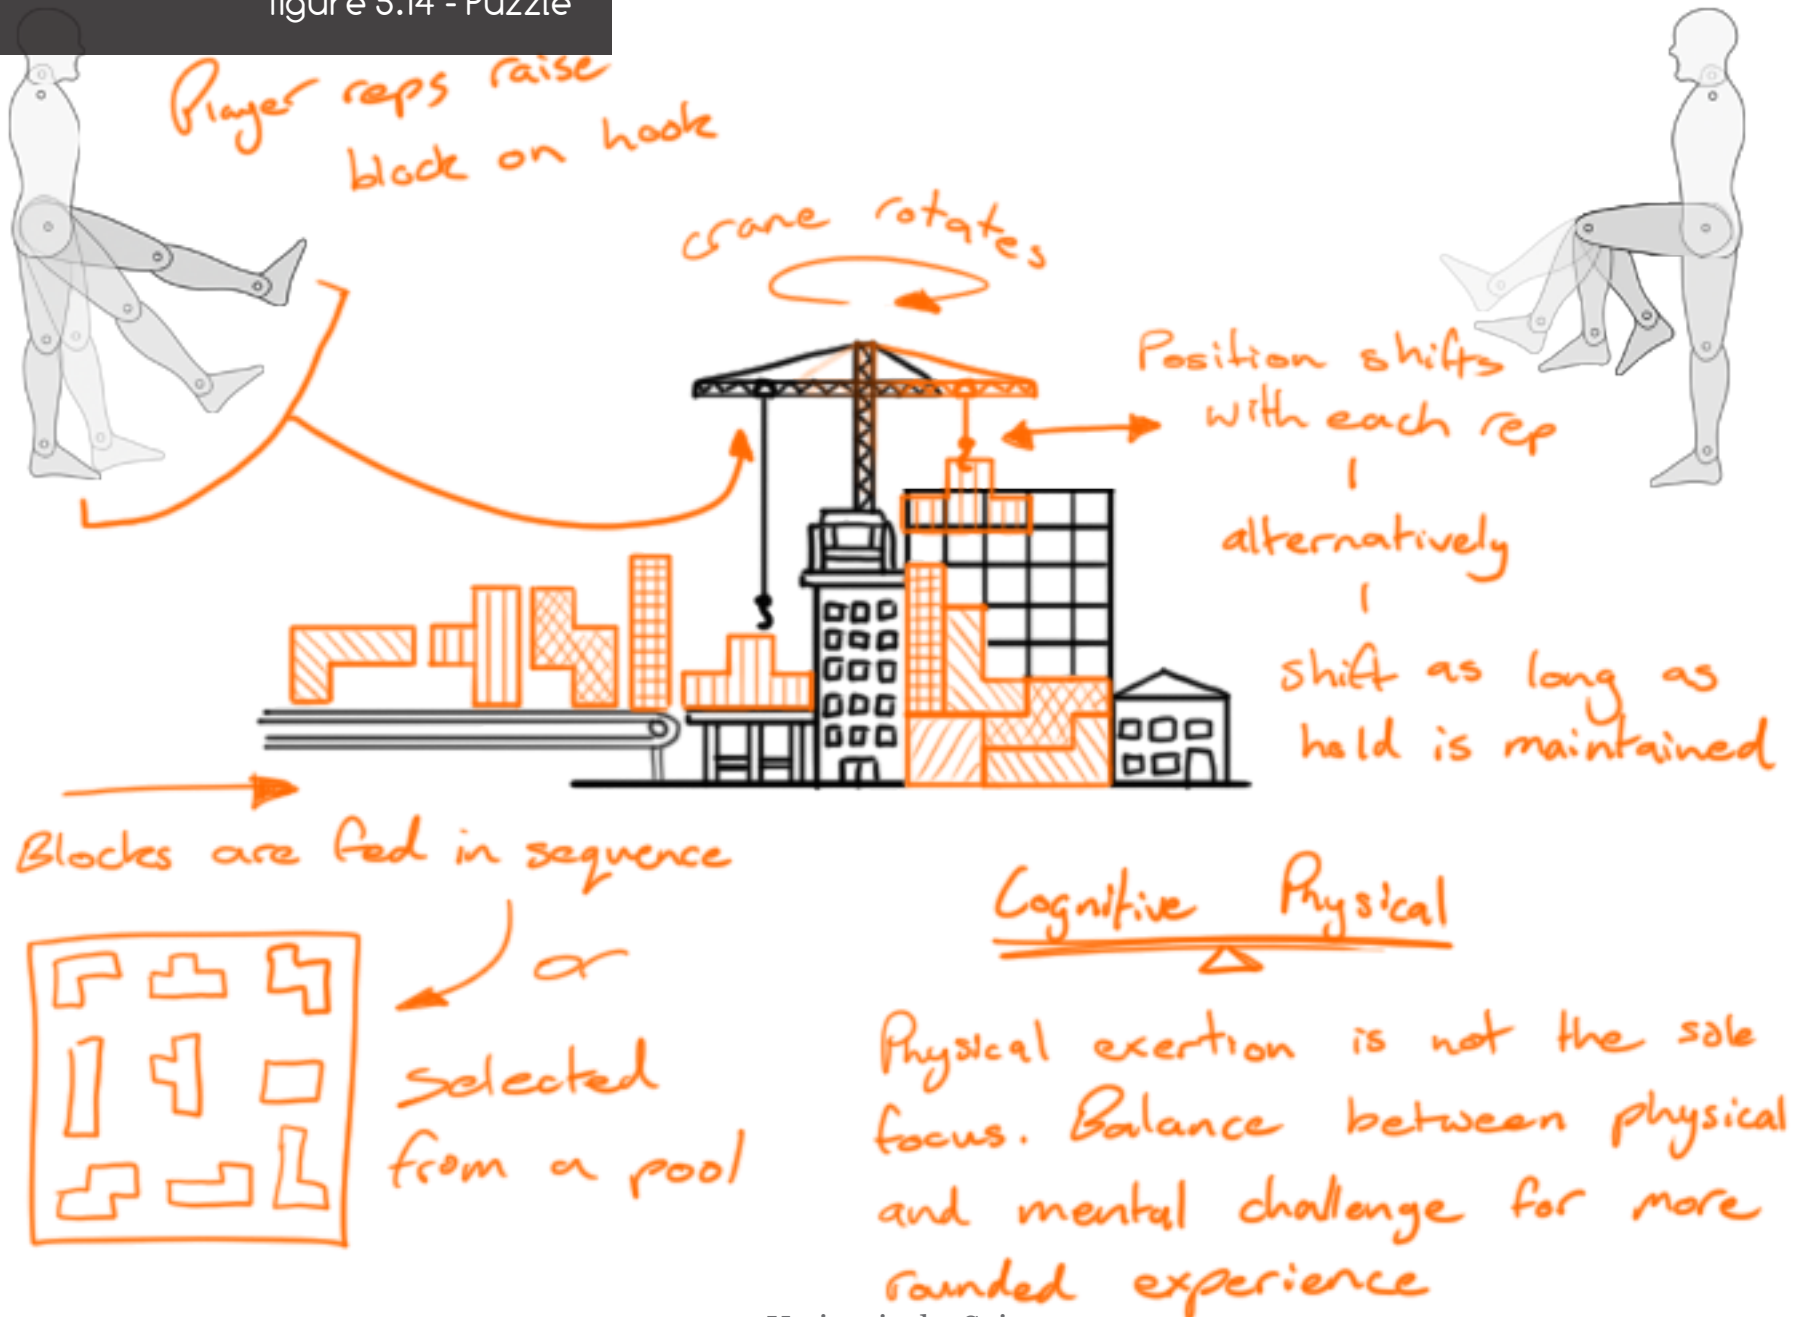 figure 5.14 - Puzzle
Player reps raise
block on hook
crane rotates
Position shifts
with each rep
alternatively
shift as long as
hold is maintained
Blocks are fed in sequence
or
selected
from a pool
Cognitive Physical
Physical exertion is not the sole
focus. Balance between physical
and mental challenge for more
rounded experience